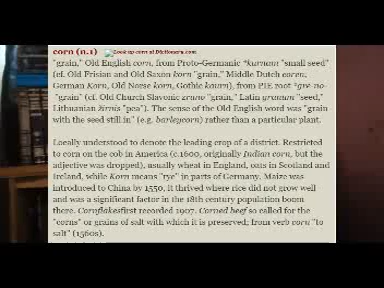 corn (n.1) Look up corn at Dictionary.com
"grain," Old English corn, from Proto-Germanic *kurnam "small seed"
(cf. Old Frisian and Old Saxon korn "grain," Middle Dutch coren,
German Korn, Old Norse korn, Gothic kaurn), from PIE root *gre-no-
"grain" (cf. Old Church Slavonic zruno "grain," Latin granum "seed,"
Lithuanian žirnis "pea"). The sense of the Old English word was "grain
with the seed still in" (e.g. barleycorn) rather than a particular plant.
Locally understood to denote the leading crop of a district. Restricted
to corn on the cob in America (c.1600, originally Indian corn, but the
adjective was dropped), usually wheat in England, oats in Scotland and
Ireland, while Korn means "rye" in parts of Germany. Maize was
introduced to China by 1550, it thrived where rice did not grow well
and was a significant factor in the 18th century population boom
there. Cornflakesfirst recorded 1907. Corned beef so called for the
"corns" or grains of salt with which it is preserved; from verb corn "to
salt" (1560s).